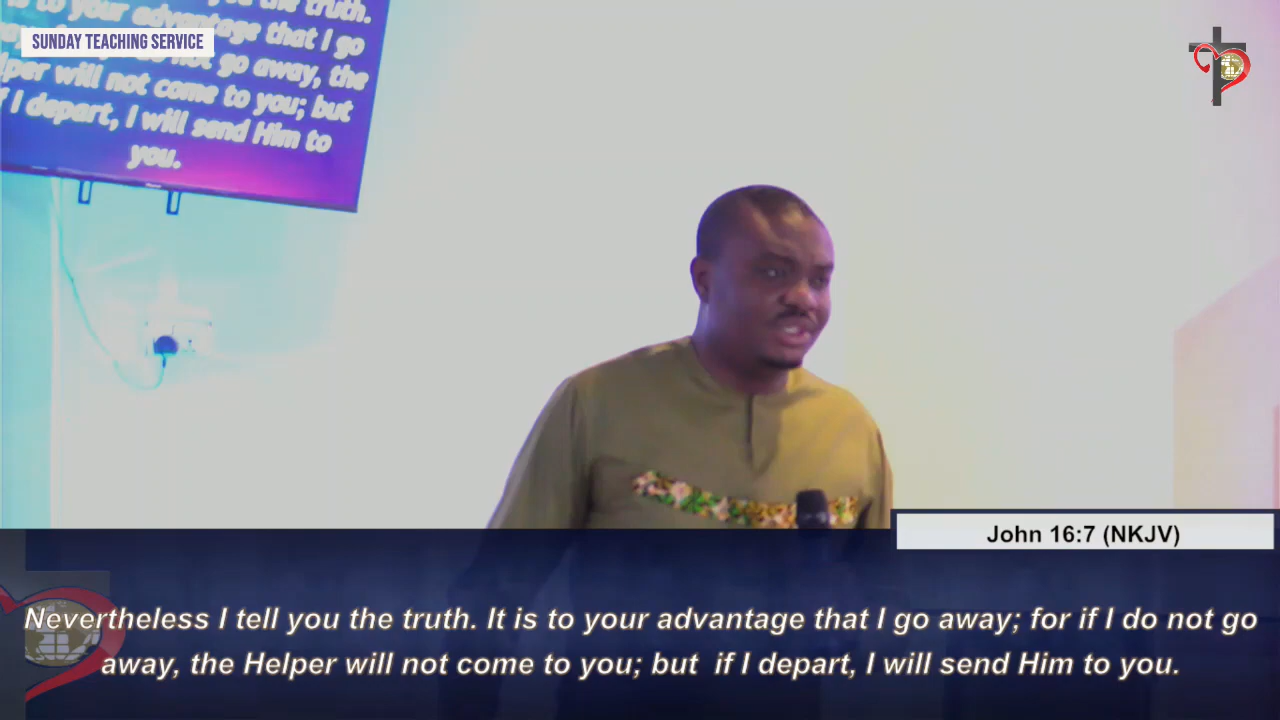 SUNDAY TEACHING SERVICE
the truth.
to your advantage that I go
not go away, the
will not come to you; but
I depart, I will send Him to
you.
John 16:7 (NKJV)
Nevertheless I tell you the truth. It is to your advantage that I go away; for if I do not go
away, the Helper will not come to you; but if I depart, I will send Him to you.